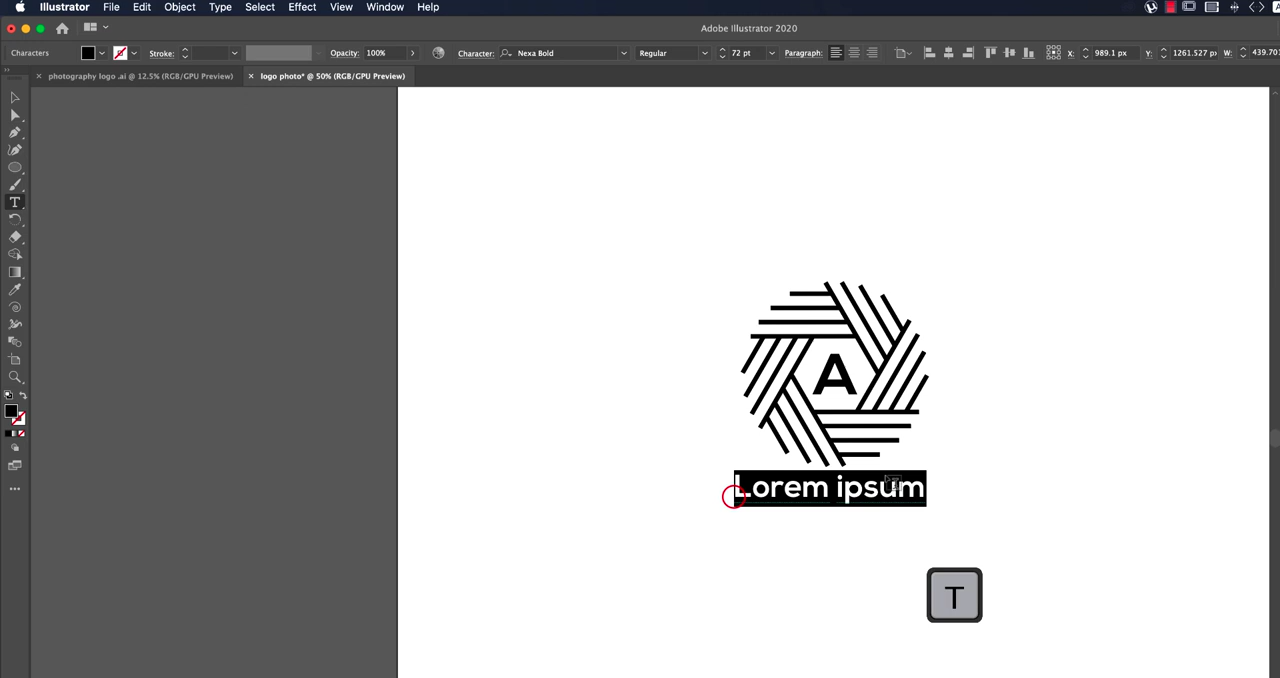 Illustrator File Edit Object Type Select Effect View Window Help
Adobe Illustrator 2020
Characters Stroke: Opacity: 100% Character: Nexa Bold Regular 72 pt Paragraph: X: 989.1 px Y: 1261.527 px W: 439.70
photography logo .ai @ 12.5% (RGB/GPU Preview) logo photo* @ 50% (RGB/GPU Preview)
A
Lorem ipsum
T